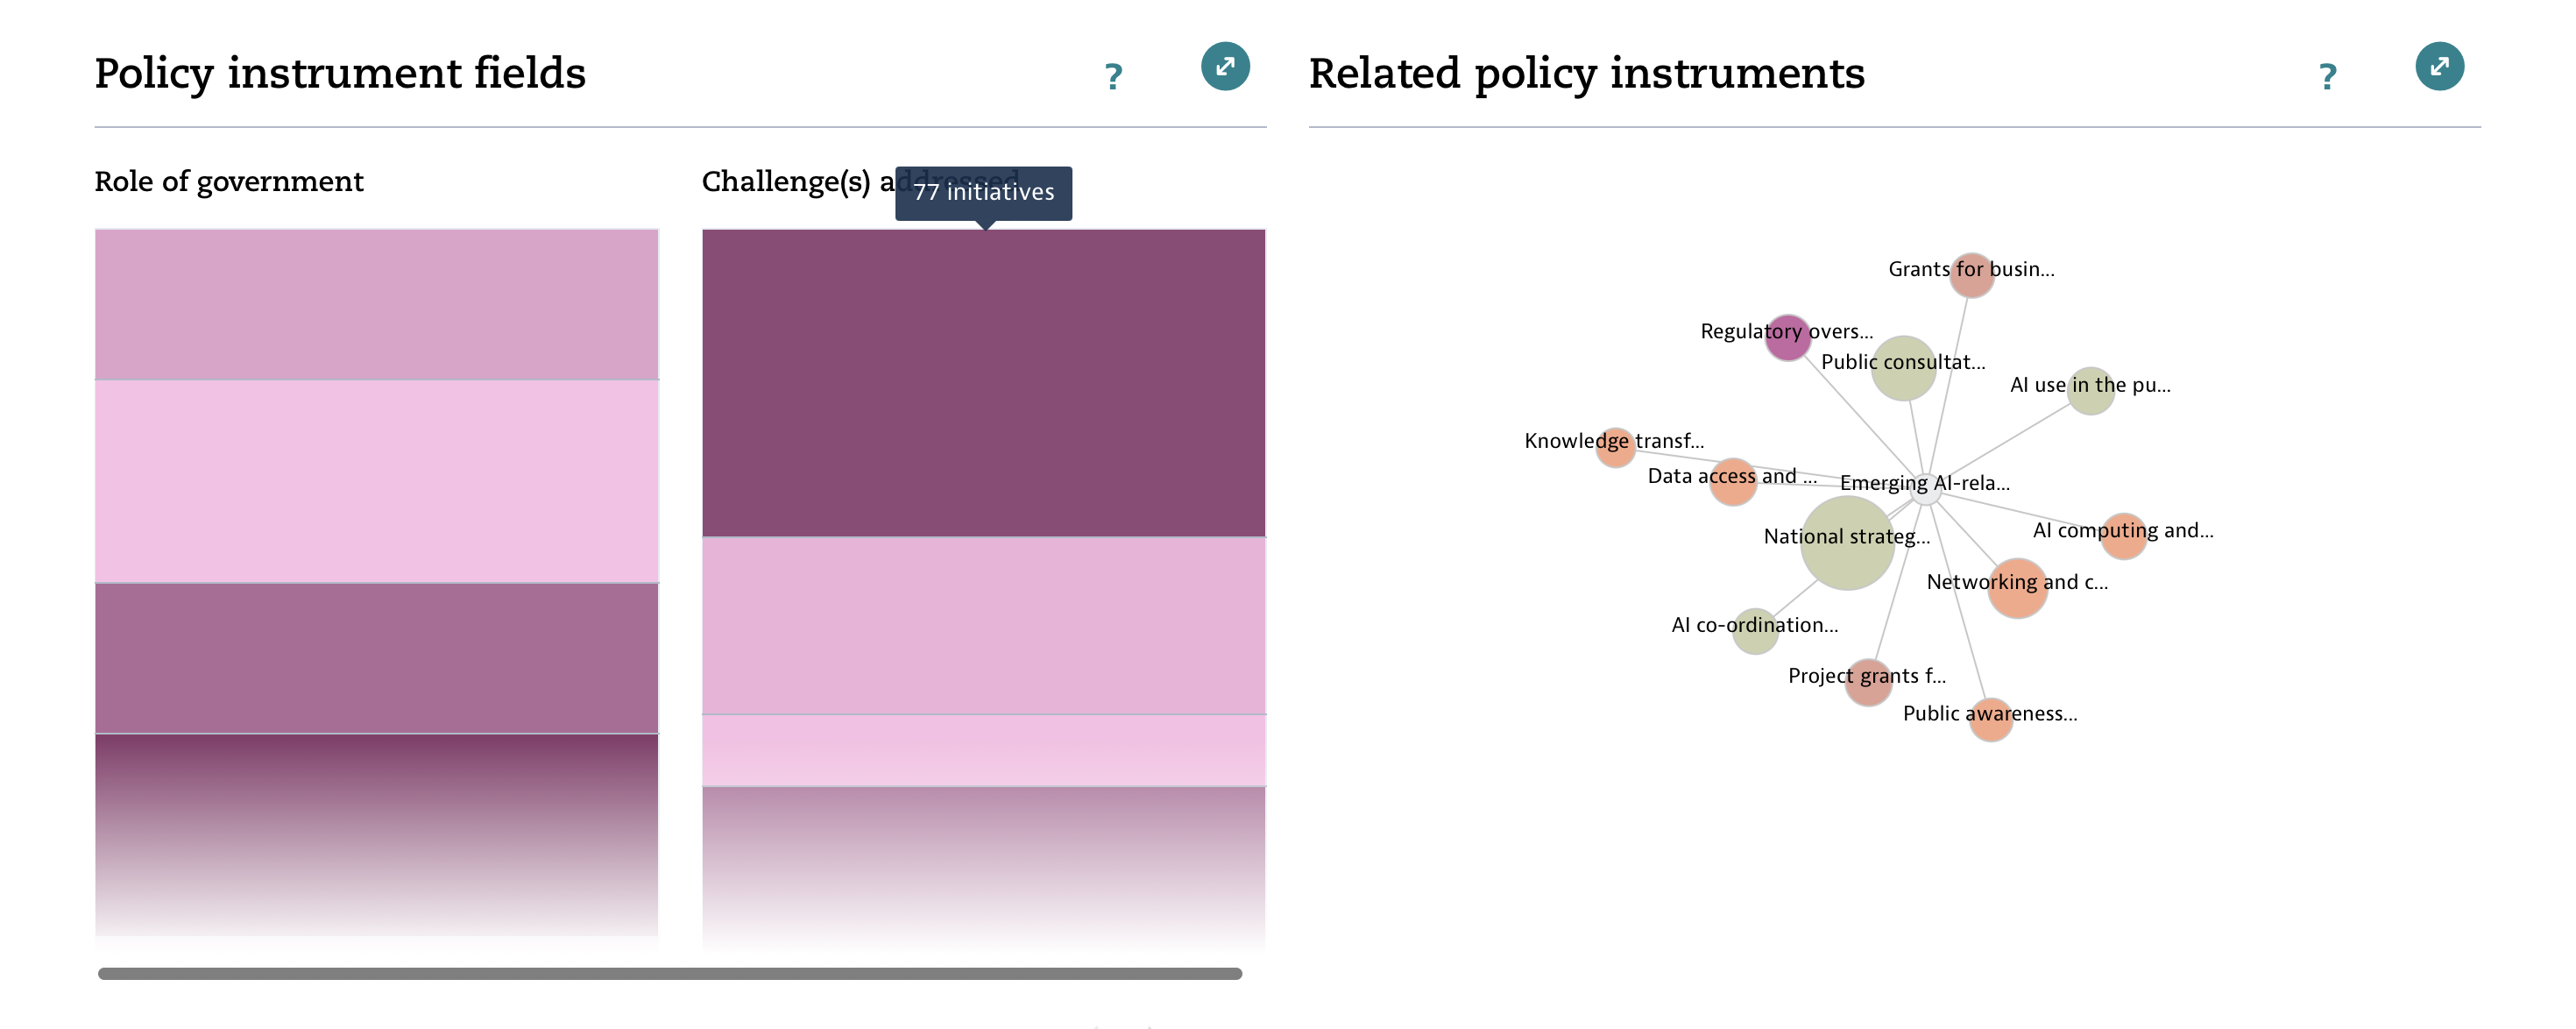 Policy instrument fields
?
Related policy instruments
?
Role of government
Challenge(s) addressed
77 initiatives
Grants for busin...
Regulatory overs...
Public consultat...
AI use in the pu...
Knowledge transf...
Data access and ...
Emerging AI-rela...
National strateg...
AI computing and...
Networking and c...
AI co-ordination...
Project grants f...
Public awareness...